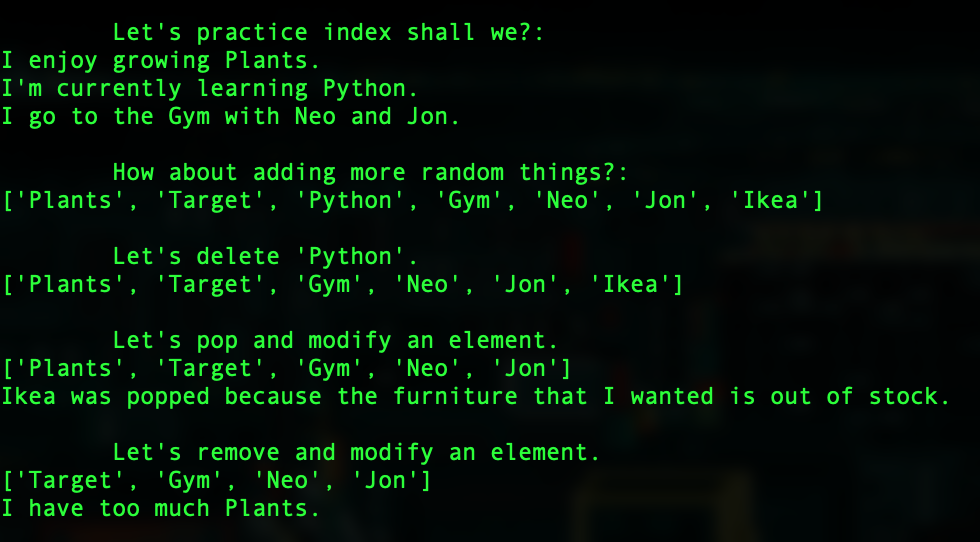 Let's practice index shall we?:
I enjoy growing Plants.
I'm currently learning Python.
I go to the Gym with Neo and Jon.
How about adding more random things?:
['Plants', 'Target', 'Python', 'Gym', 'Neo', 'Jon', 'Ikea']
Let's delete 'Python'.
['Plants', 'Target', 'Gym', 'Neo', 'Jon', 'Ikea']
Let's pop and modify an element.
['Plants', 'Target', 'Gym', 'Neo', 'Jon']
Ikea was popped because the furniture that I wanted is out of stock.
Let's remove and modify an element.
['Target', 'Gym', 'Neo', 'Jon']
I have too much Plants.